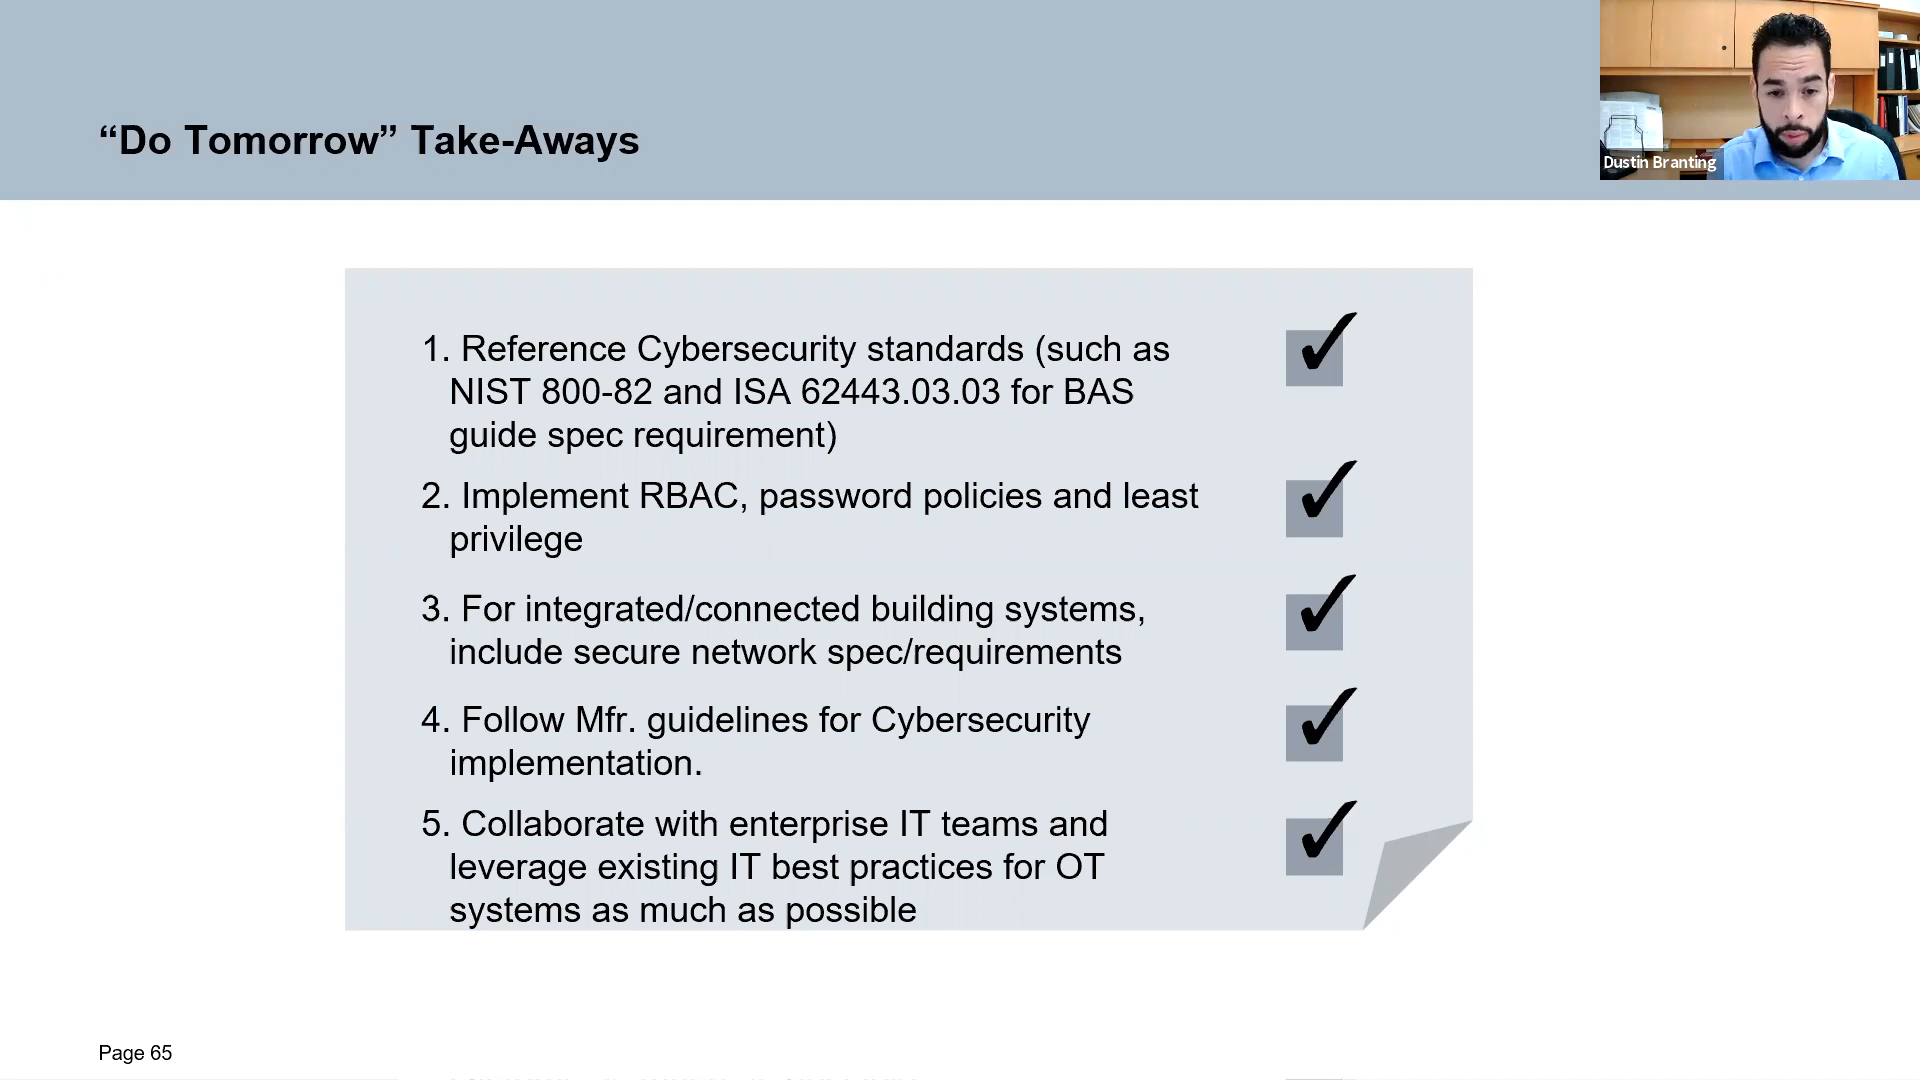 “Do Tomorrow” Take-Aways
Dustin Branting
1. Reference Cybersecurity standards (such as
NIST 800-82 and ISA 62443.03.03 for BAS
guide spec requirement)
2. Implement RBAC, password policies and least
privilege
3. For integrated/connected building systems,
include secure network spec/requirements
4. Follow Mfr. guidelines for Cybersecurity
implementation.
5. Collaborate with enterprise IT teams and
leverage existing IT best practices for OT
systems as much as possible
Page 65